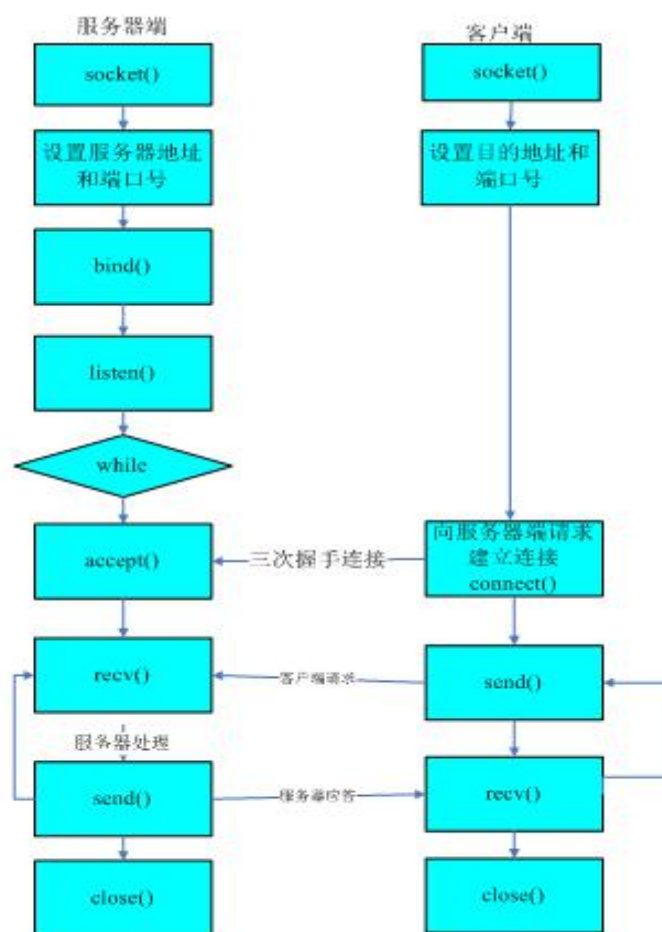 服务器端
socket()
设置服务器地址
和端口号
bind()
listen()
while
accept()
recv()
服务器处理
send()
close()
客户端
socket()
设置目的地址和
端口号
向服务器端请求
建立连接
connect()
三次握手连接
send()
客户端请求
recv()
服务器应答
close()